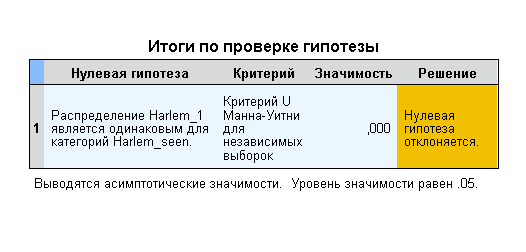 Итоги по проверке гипотезы
Нулевая гипотеза Критерий Значимость Решение
1 Распределение Harlem_1 является одинаковым для категорий Harlem_seen. Критерий U Манна-Уитни для независимых выборок ,000 Нулевая гипотеза отклоняется.
Выводятся асимптотические значимости. Уровень значимости равен .05.